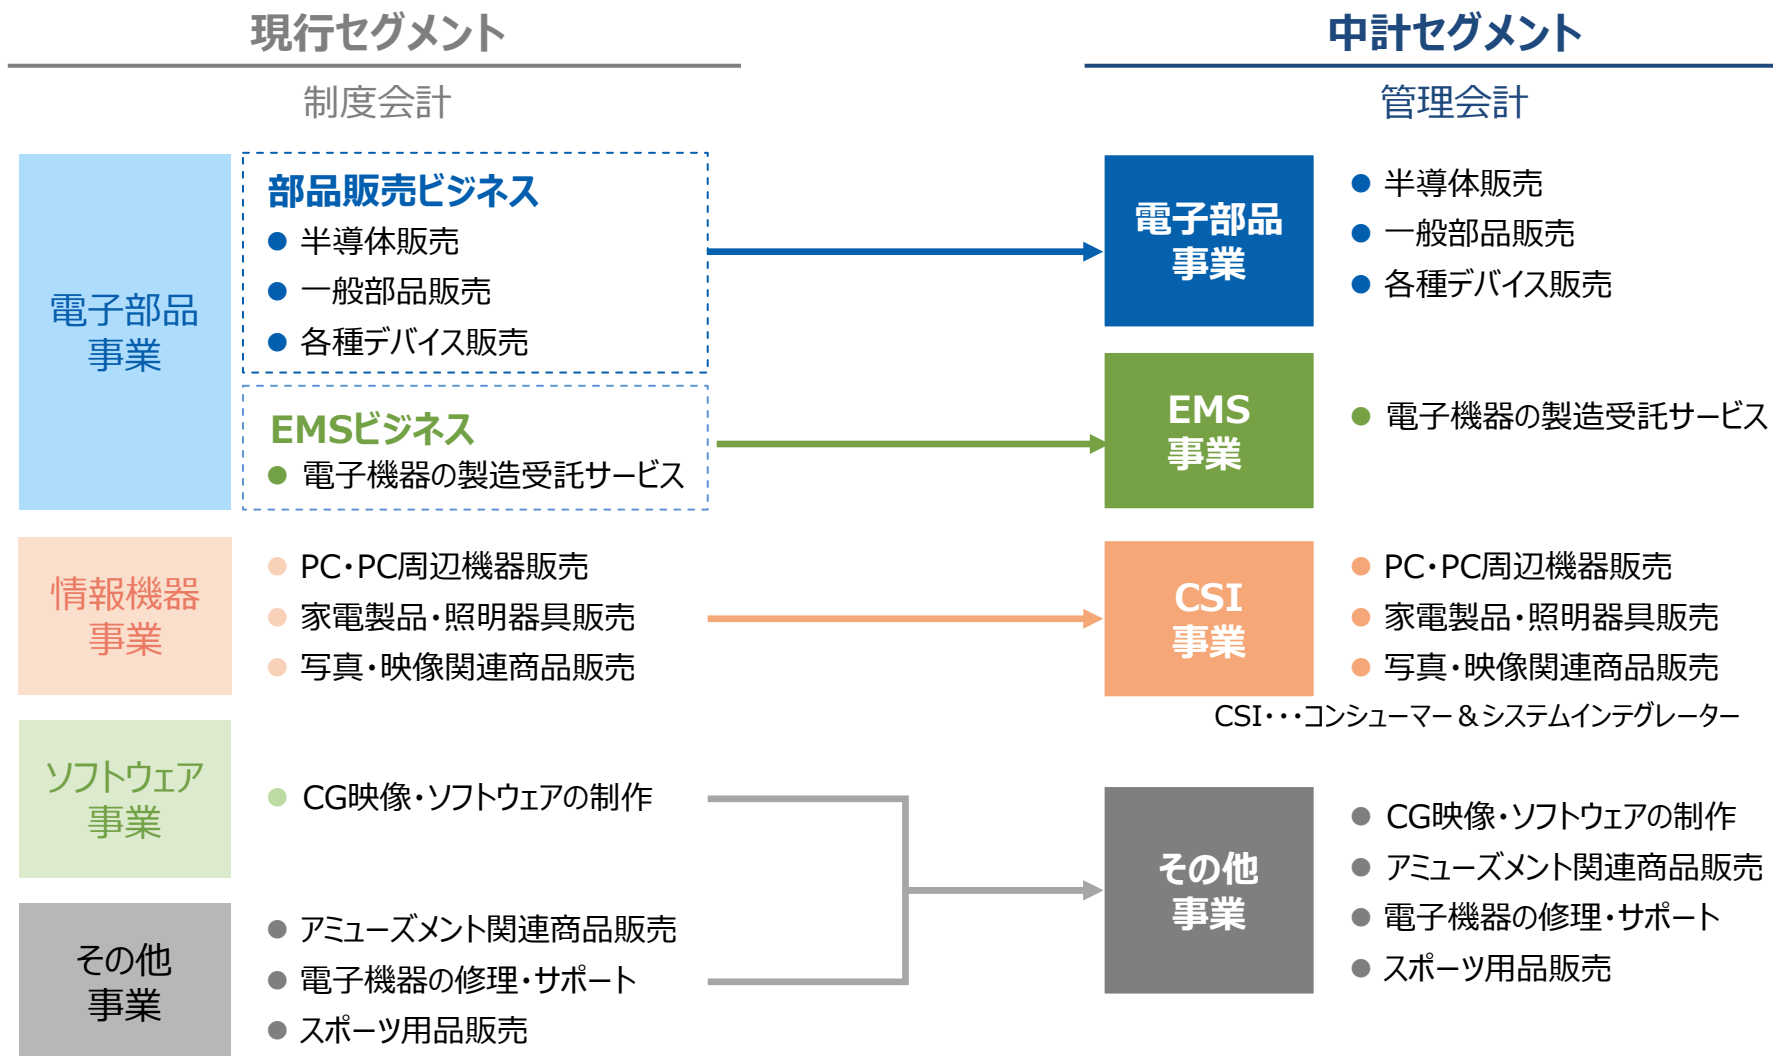 現行セグメント
中計セグメント
制度会計
管理会計
電子部品
事業
部品販売ビジネス
半導体販売
一般部品販売
各種デバイス販売
EMSビジネス
電子機器の製造受託サービス
電子部品
事業
半導体販売
一般部品販売
各種デバイス販売
EMS
事業
電子機器の製造受託サービス
情報機器
事業
PC・PC周辺機器販売
家電製品・照明器具販売
写真・映像関連商品販売
CSI
事業
PC・PC周辺機器販売
家電製品・照明器具販売
写真・映像関連商品販売
CSI・・・コンシューマー＆システムインテグレーター
ソフトウェア
事業
CG映像・ソフトウェアの制作
その他
事業
アミューズメント関連商品販売
電子機器の修理・サポート
スポーツ用品販売
その他
事業
CG映像・ソフトウェアの制作
アミューズメント関連商品販売
電子機器の修理・サポート
スポーツ用品販売